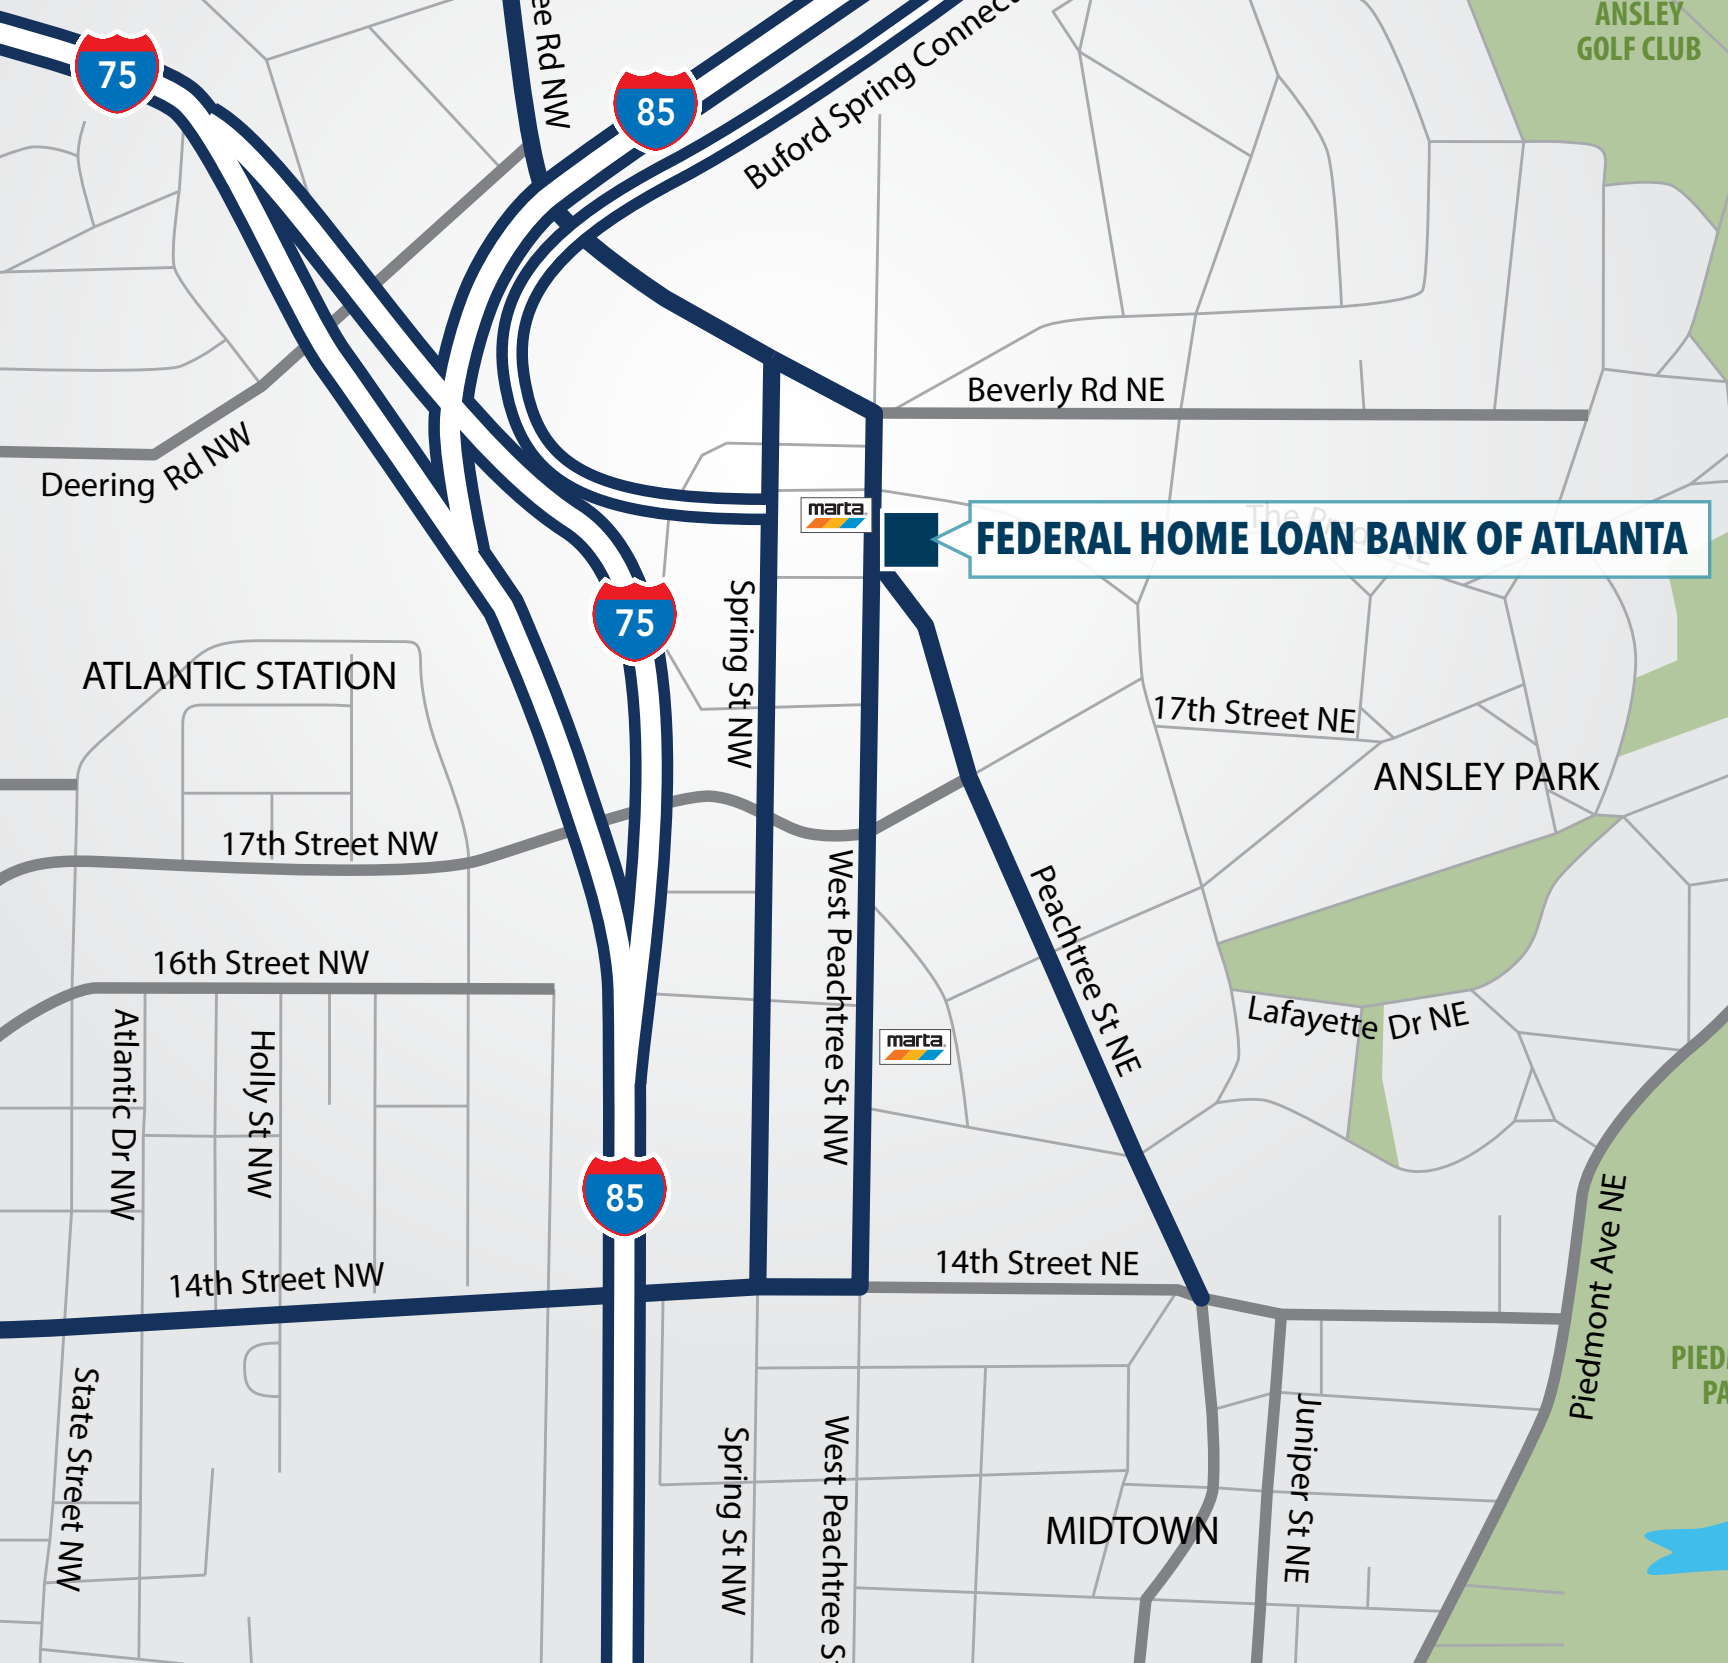 ANSLEY
GOLF CLUB
75
85
Rd NW
Buford Spring
Beverly Rd NE
Deering Rd NW
marta
FEDERAL HOME LOAN BANK OF ATLANTA
75
Spring St NW
ATLANTIC STATION
17th Street NE
ANSLEY PARK
17th Street NW
West Peachtree St NW
Peachtree St NE
16th Street NW
Lafayette Dr NE
Atlantic Dr NW
Holly St NW
marta
85
Piedmont Ave NE
14th Street NW
14th Street NE
State Street NW
Spring St NW
West Peachtree
Juniper St NE
MIDTOWN